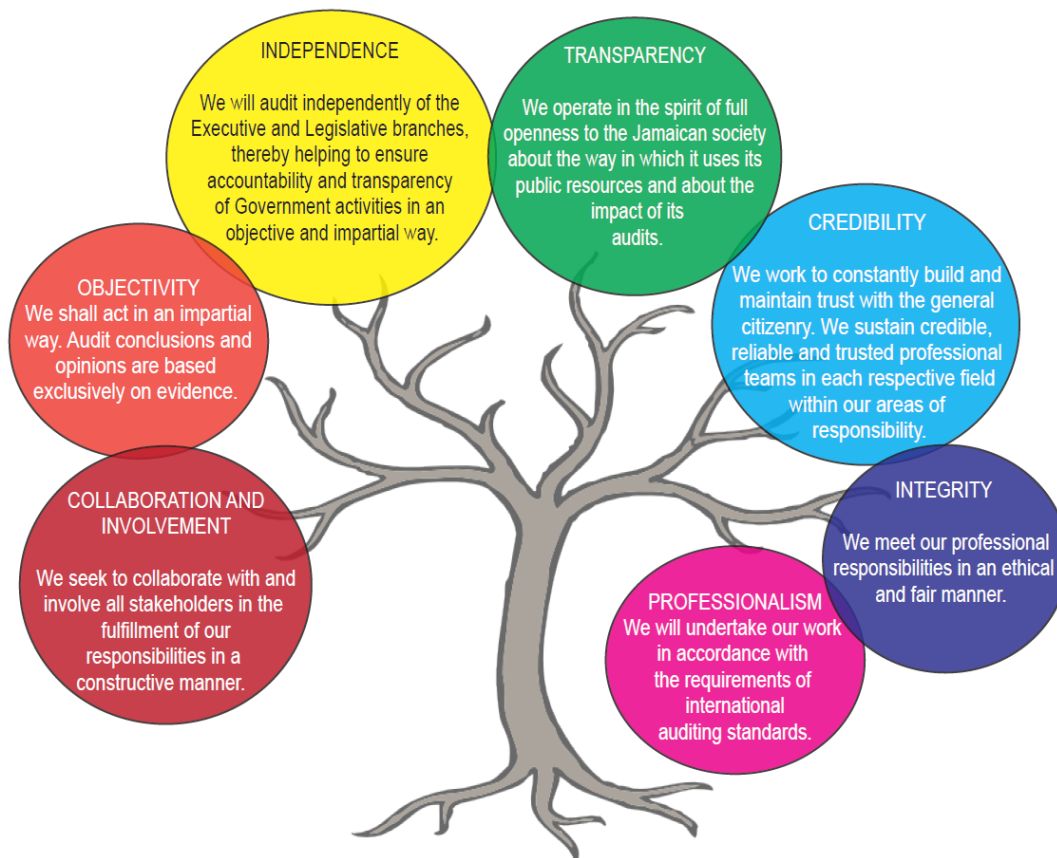 INDEPENDENCE
We will audit independently of the
Executive and Legislative branches,
thereby helping to ensure
accountability and transparency
of Government activities in an
objective and impartial way.
TRANSPARENCY
We operate in the spirit of full
openness to the Jamaican society
about the way in which it uses its
public resources and about the
impact of its
audits.
CREDIBILITY
We work to constantly build and
maintain trust with the general
citizenry. We sustain credible,
reliable and trusted professional
teams in each respective field
within our areas of
responsibility.
OBJECTIVITY
We shall act in an impartial
way. Audit conclusions and
opinions are based
exclusively on evidence.
COLLABORATION AND
INVOLVEMENT
We seek to collaborate with and
involve all stakeholders in the
fulfillment of our
responsibilities in a
constructive manner.
INTEGRITY
We meet our professional
responsibilities in an ethical
and fair manner.
PROFESSIONALISM
We will undertake our work
in accordance with
the requirements of
international
auditing standards.